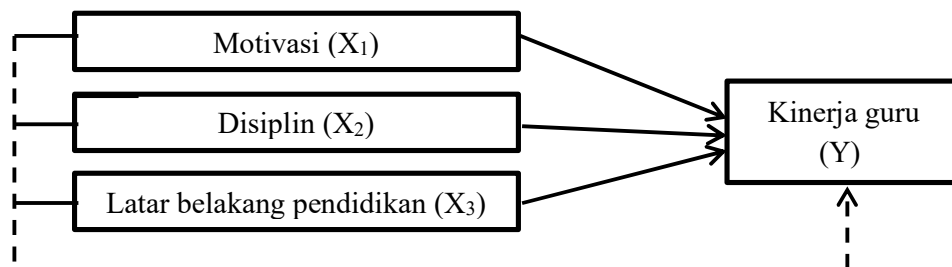 Motivasi (X₁)
Disiplin (X₂)
Latar belakang pendidikan (X₃)
Kinerja guru
(Y)